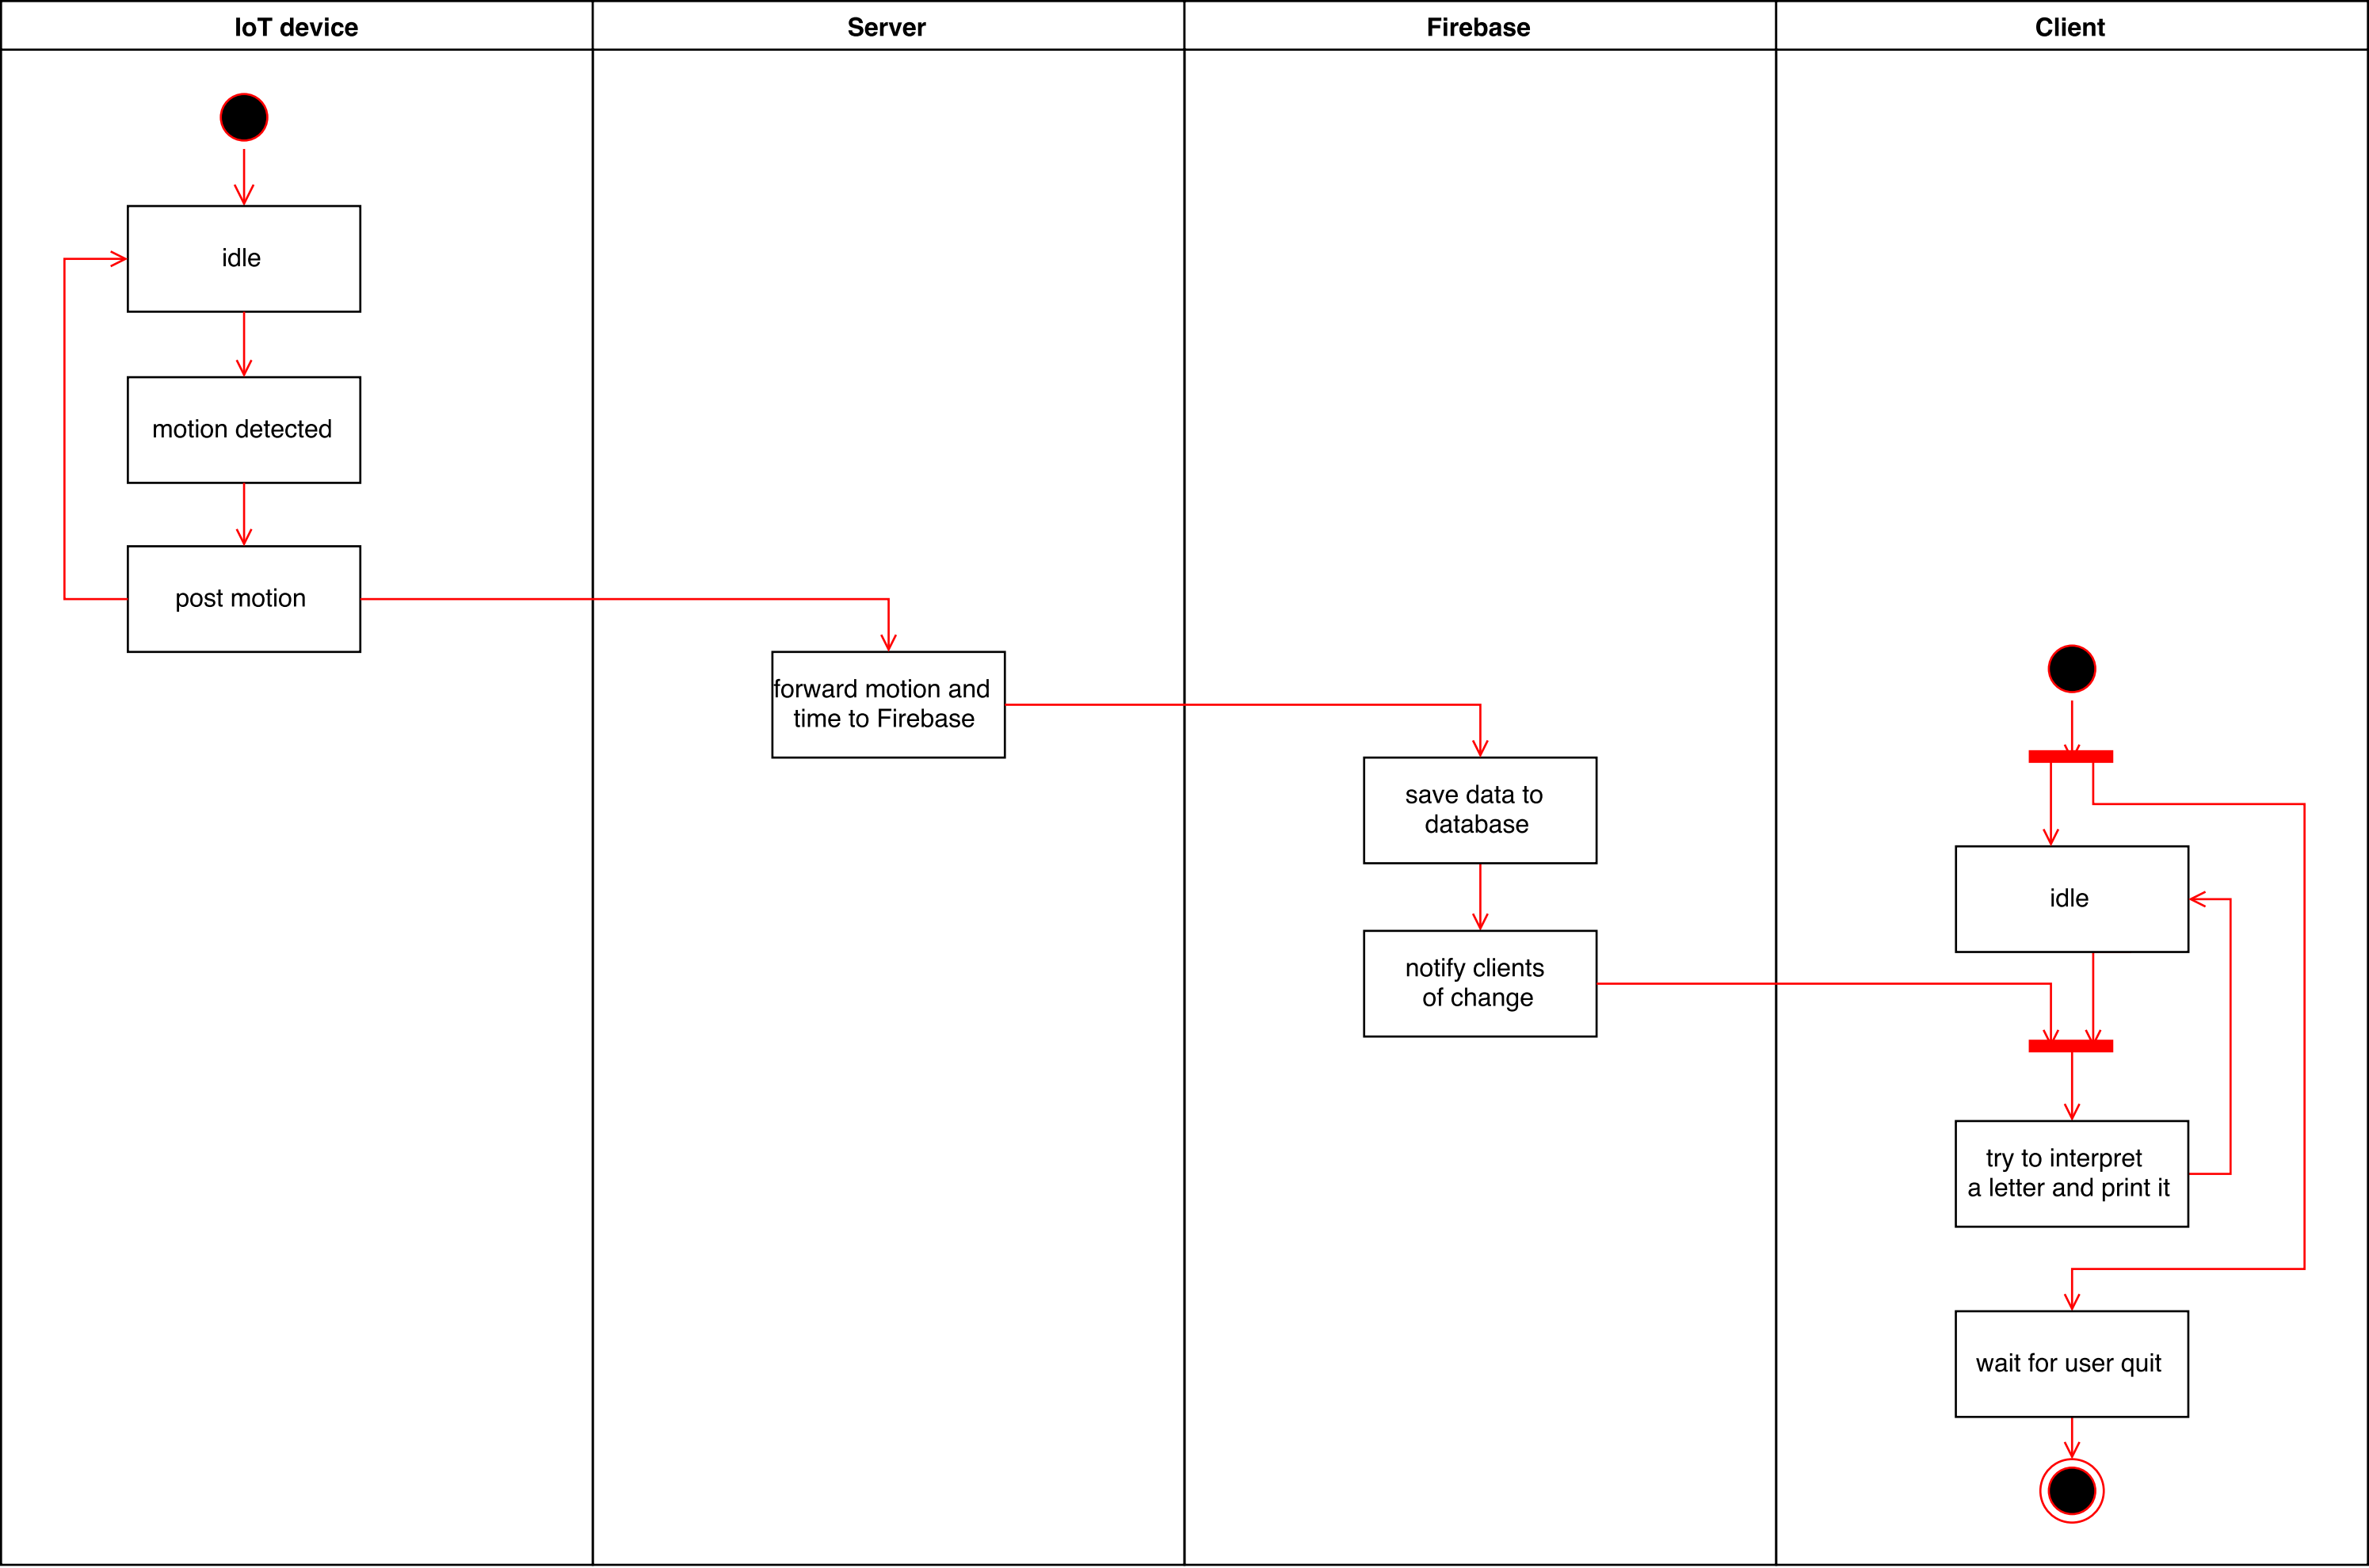 IoT device
Server
Firebase
Client
idle
motion detected
post motion
forward motion and
time to Firebase
save data to
database
notify clients
of change
idle
try to interpret
a letter and print it
wait for user quit